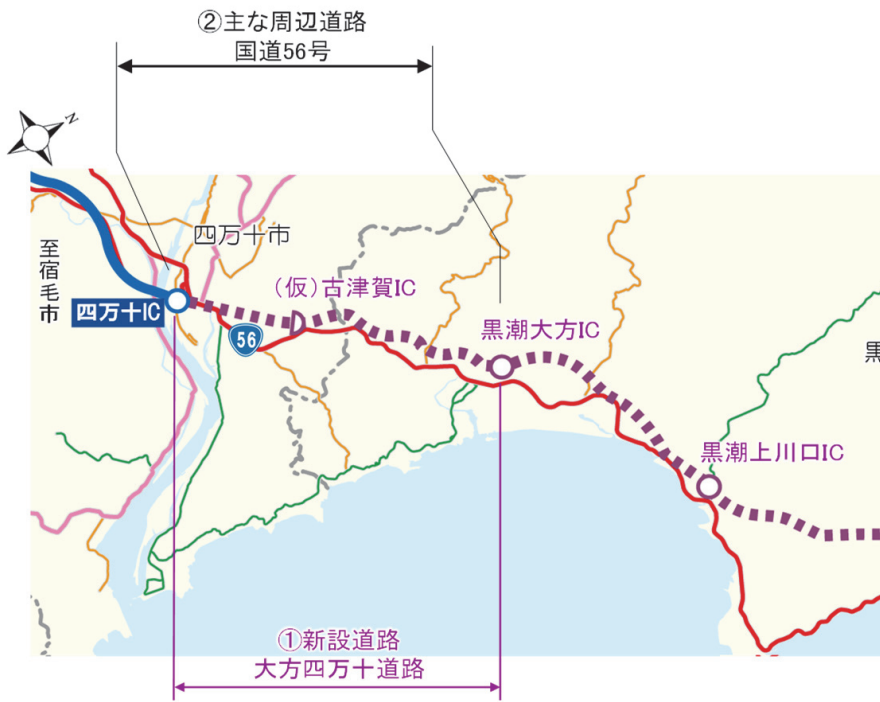 ②主な周辺道路
国道56号
N
四万十市
至宿毛市
(仮)古津賀IC
四万十IC
56
黒潮大方IC
黒
黒潮上川口IC
①新設道路
大方四万十道路